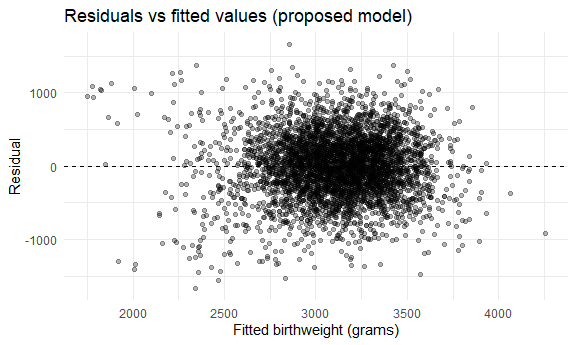 Residuals vs fitted values (proposed model)
Residual
1000
0
-1000
2000 2500 3000 3500 4000
Fitted birthweight (grams)